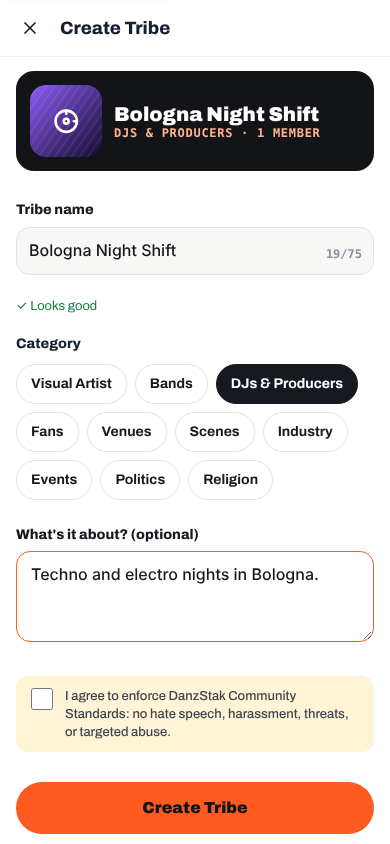 Create Tribe
Bologna Night Shift
DJS & PRODUCERS · 1 MEMBER
Tribe name
Bologna Night Shift
19/75
✓ Looks good
Category
Visual Artist
Bands
DJs & Producers
Fans
Venues
Scenes
Industry
Events
Politics
Religion
What's it about? (optional)
Techno and electro nights in Bologna.
I agree to enforce DanzStak Community
Standards: no hate speech, harassment, threats,
or targeted abuse.
Create Tribe